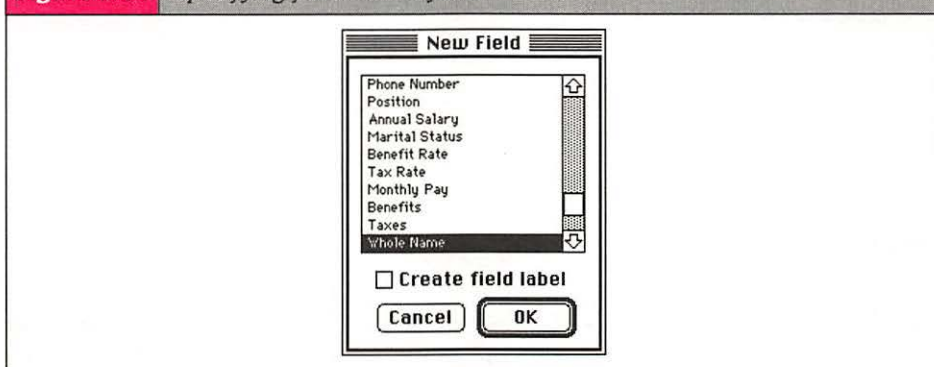 New Field
Phone Number
Position
Annual Salary
Marital Status
Benefit Rate
Tax Rate
Monthly Pay
Benefits
Taxes
Whole Name
Create field label
Cancel
OK